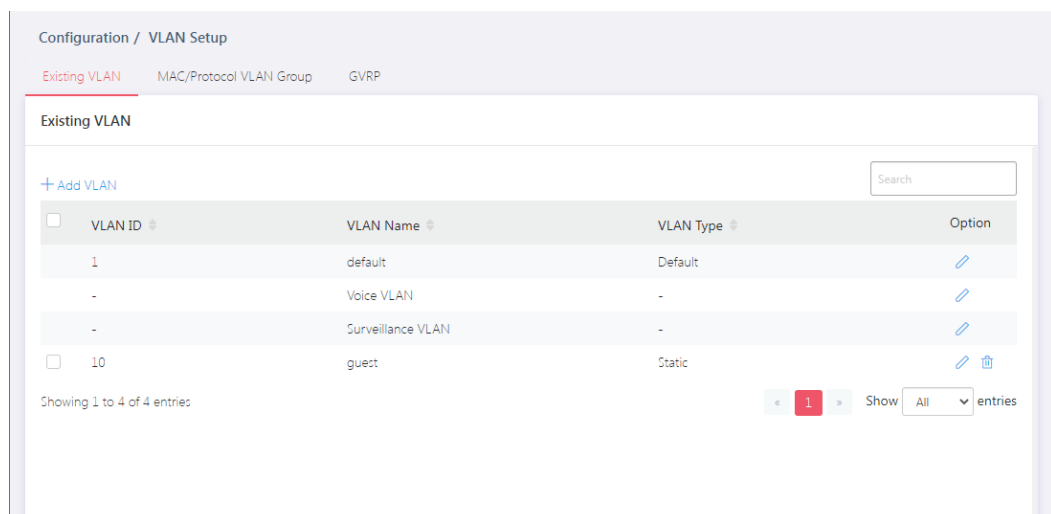 Configuration / VLAN Setup
Existing VLAN MAC/Protocol VLAN Group GVRP
Existing VLAN
+ Add VLAN Search
VLAN ID VLAN Name VLAN Type Option
1 default Default
- Voice VLAN -
- Surveillance VLAN -
10 guest Static
Showing 1 to 4 of 4 entries « 1 » Show All entries